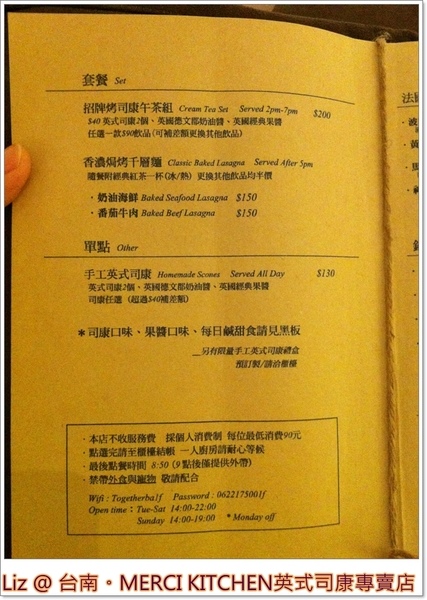 套餐 Set
招牌烤司康午茶組 Cream Tea Set Served 2pm-7pm $200
$40英式司康2個、英國德文郡奶油醬、英國經典果醬
任選一款$90飲品(可補差額更換其他飲品)
香濃焗烤千層麵 Classic Baked Lasagna Served After 5pm
隨餐附經典紅茶一杯(冰/熱) 更換其他飲品均半價
·奶油海鮮 Baked Seafood Lasagna $150
·番茄牛肉 Baked Beef Lasagna $150
單點 Other
手工英式司康 Homemade Scones Served All Day $130
英式司康2個、英國德文郡奶油醬、英國經典果醬
司康任選 (超過$40補差額)
*司康口味、果醬口味、每日鹹甜食請見黑板
__另有限量手工英式司康禮盒
預訂製/請洽櫃檯
·本店不收服務費 採個人消費制 每位最低消費90元
·點選完請至櫃檯結帳 一人廚房請耐心等候
·最後點餐時間 8:50 (9點後僅提供外帶)
·禁帶外食與寵物 敬請配合
Wifi : Togetherba1f Password : 0622175001f
Open time : Tue-Sat 14:00-22:00
Sunday 14:00-19:00 *Monday off
法國
·波
Liz @ 台南。MERCI KITCHEN英式司康專賣店